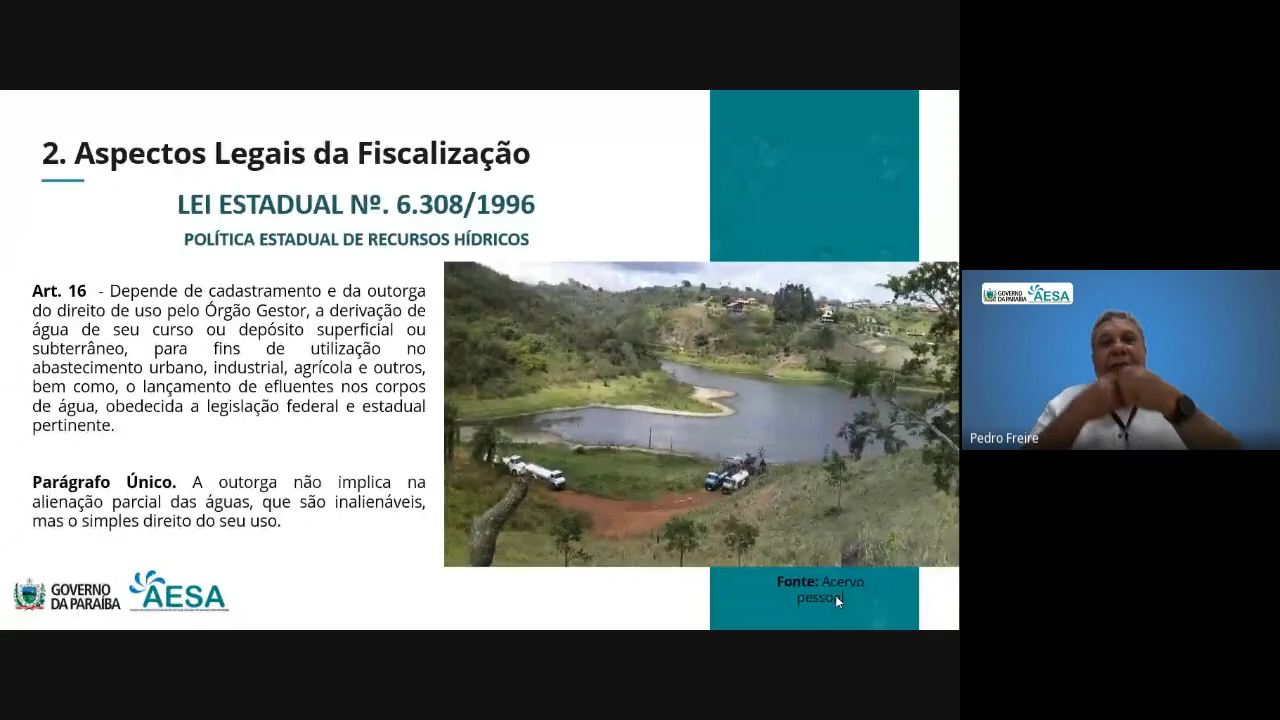 2. Aspectos Legais da Fiscalização
LEI ESTADUAL Nº. 6.308/1996
POLÍTICA ESTADUAL DE RECURSOS HÍDRICOS
Art. 16 - Depende de cadastramento e da outorga
do direito de uso pelo Órgão Gestor, a derivação de
água de seu curso ou depósito superficial ou
subterrâneo, para fins de utilização no
abastecimento urbano, industrial, agrícola e outros,
bem como, o lançamento de efluentes nos corpos
de água, obedecida a legislação federal e estadual
pertinente.
Parágrafo Único. A outorga não implica na
alienação parcial das águas, que são inalienáveis,
mas o simples direito do seu uso.
GOVERNO
DA PARAÍBA
AESA
Fonte: Acervo
pessoal
GOVERNO
DA PARAÍBA
AESA
Pedro Freire